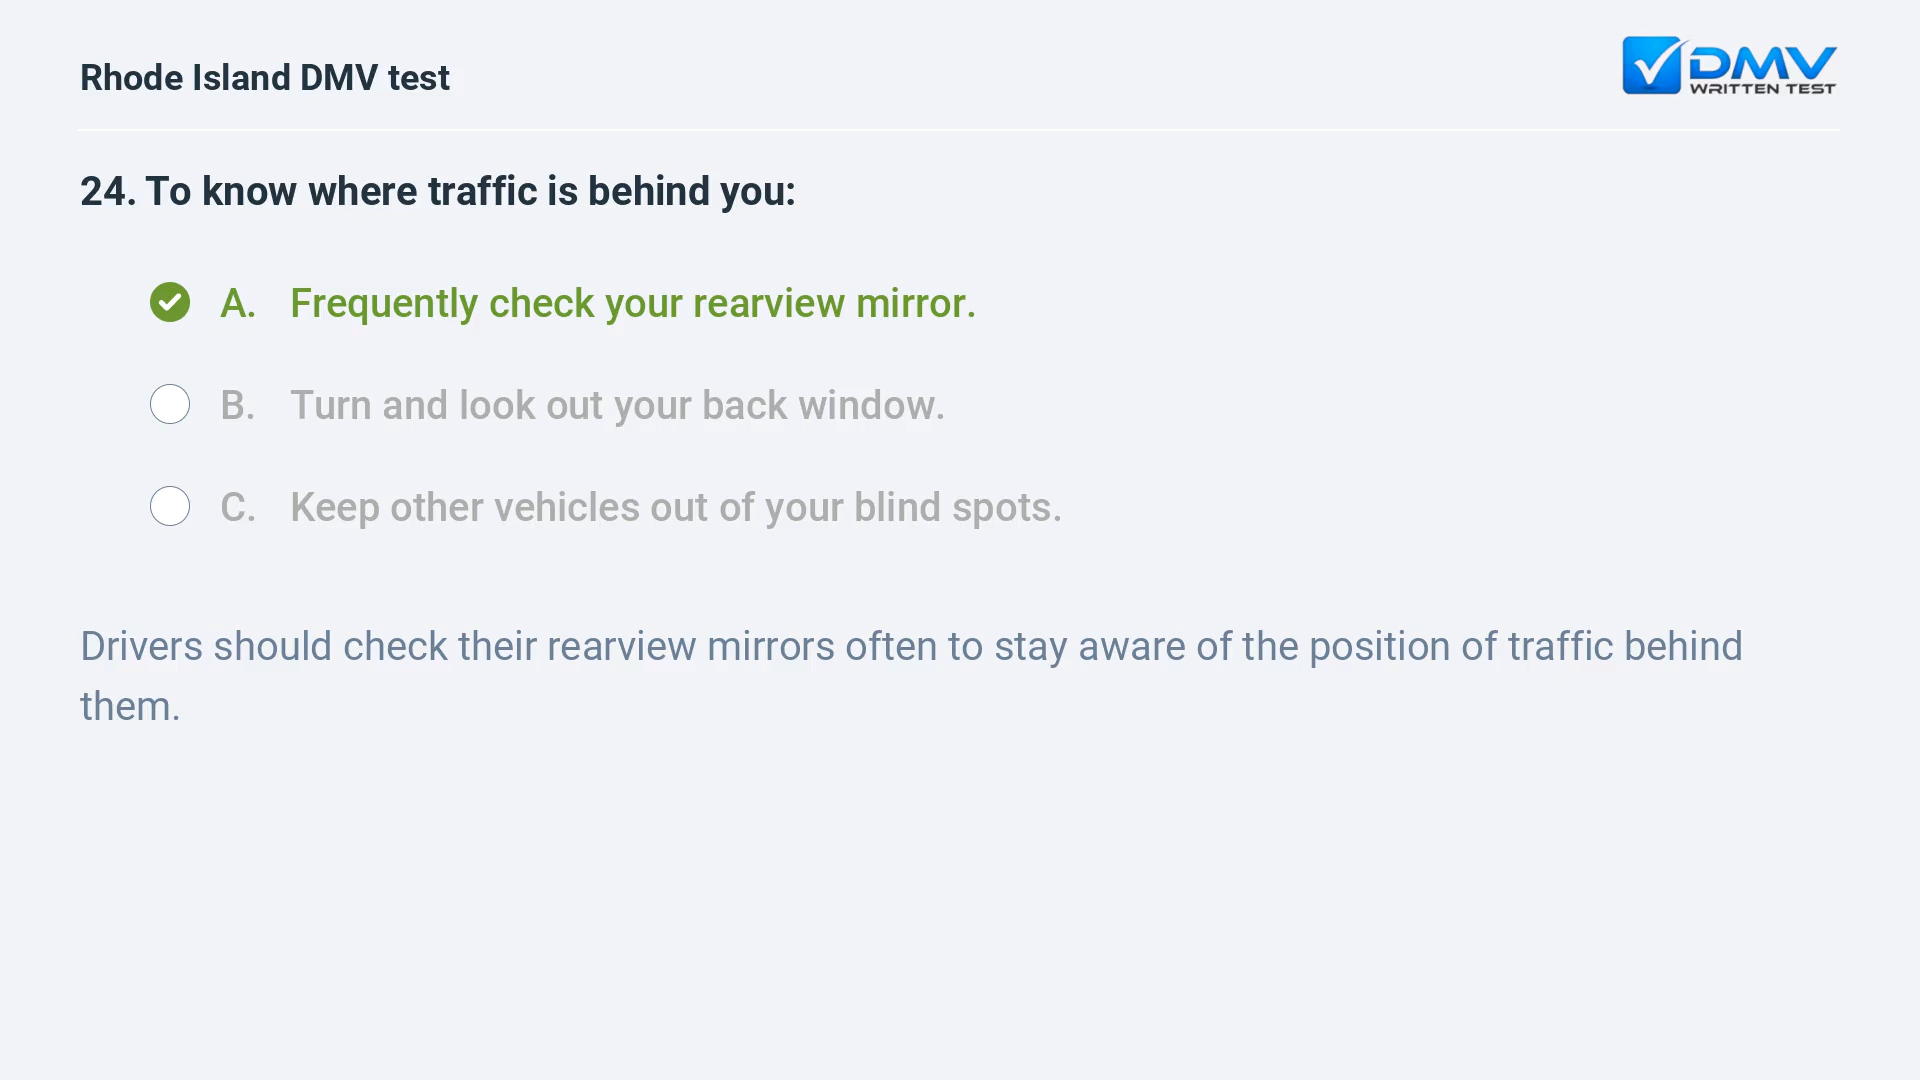 Rhode Island DMV test
DMV
WRITTEN TEST
24. To know where traffic is behind you:
A. Frequently check your rearview mirror.
B. Turn and look out your back window.
C. Keep other vehicles out of your blind spots.
Drivers should check their rearview mirrors often to stay aware of the position of traffic behind
them.